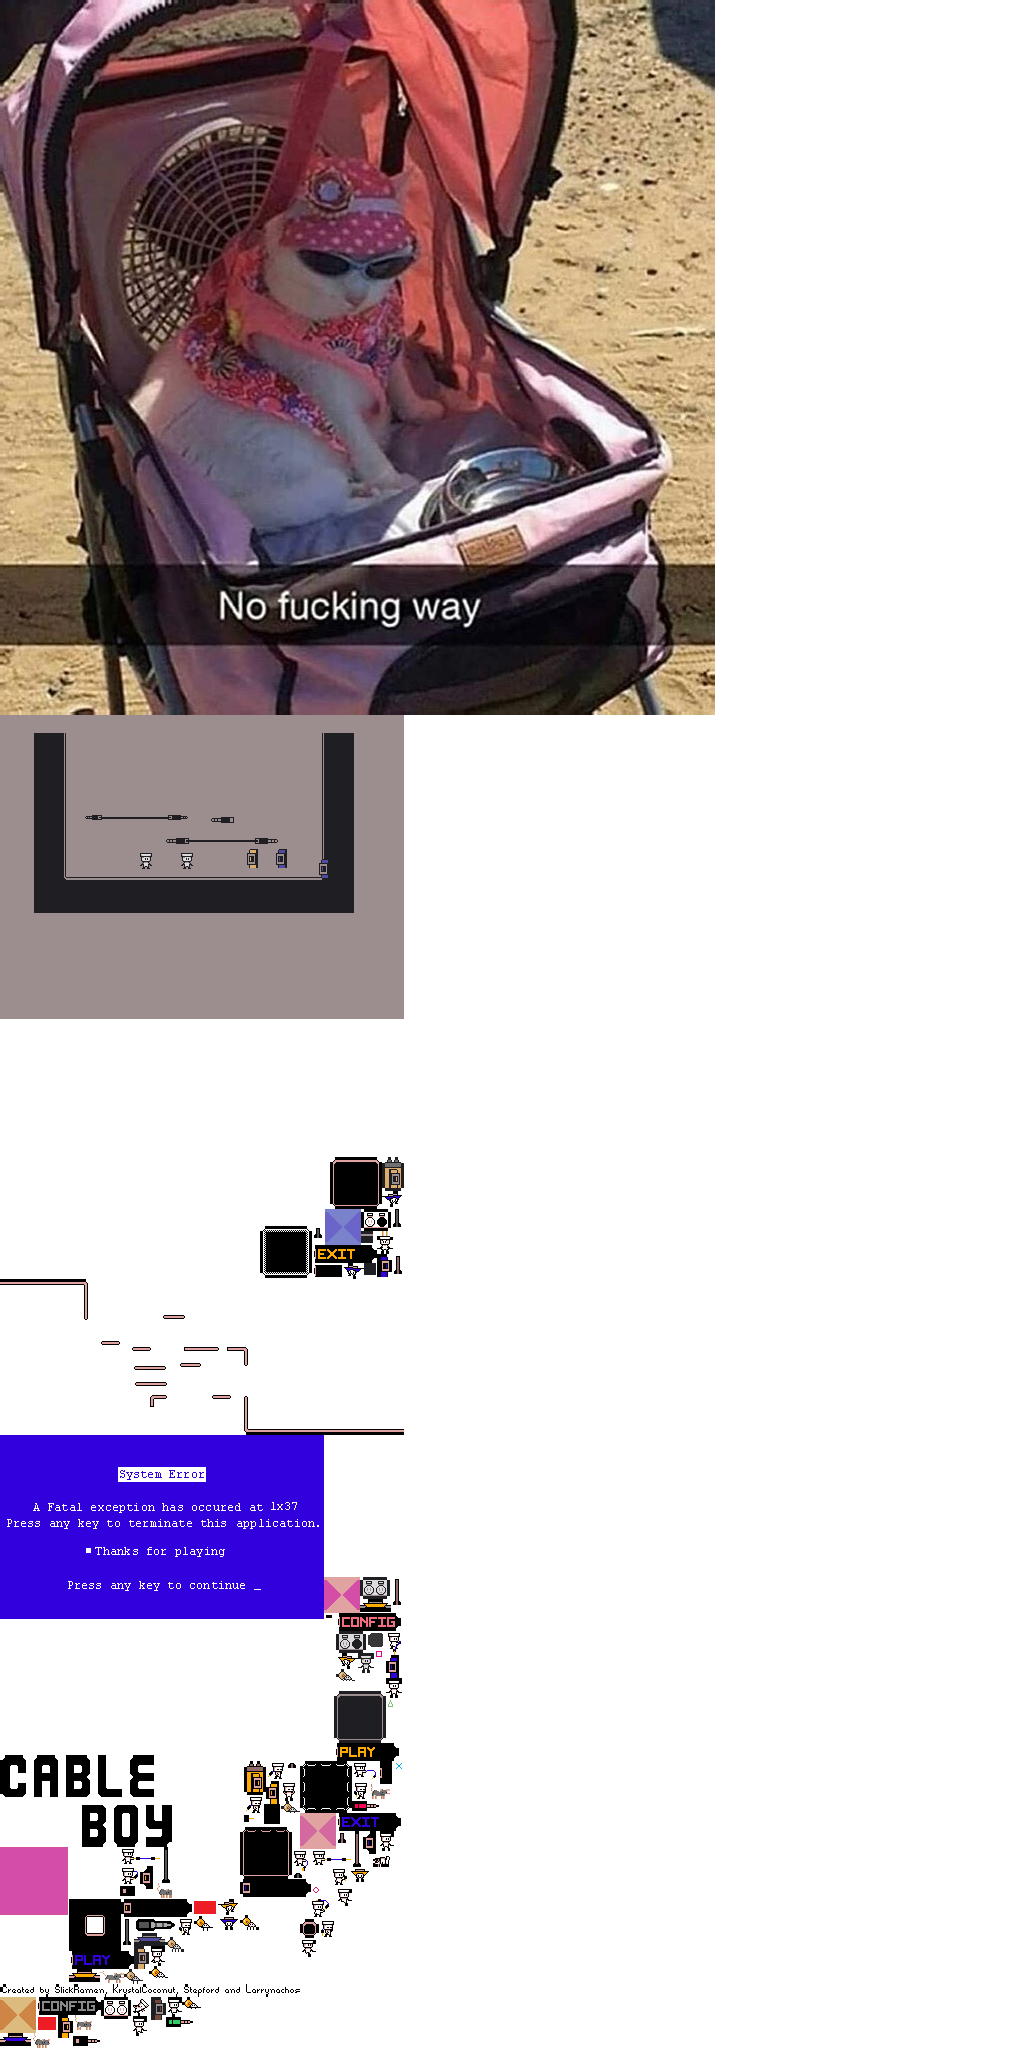 No fucking way
EXIT
System Error
A Fatal exception has occured at lx37
Press any key to terminate this application.
Thanks for playing
Press any key to continue _
CONFIG
PLAY
CABLE
BOY
EXIT
PLAY
Created by SlickRamen, KrystalCoconut, Stepford and Larrynachos
CONFIG